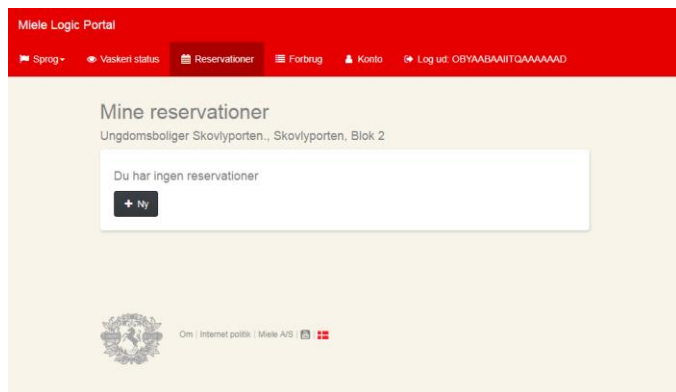 Miele Logic Portal
Sprog Vaskeri status Reservationer Forbrug Konto Log ud: OBYAABAAIITQAAAAAAD
Mine reservationer
Ungdomsboliger Skovlyporten., Skovlyporten, Blok 2
Du har ingen reservationer
+ Ny
Om | Internet politik | Miele A/S |